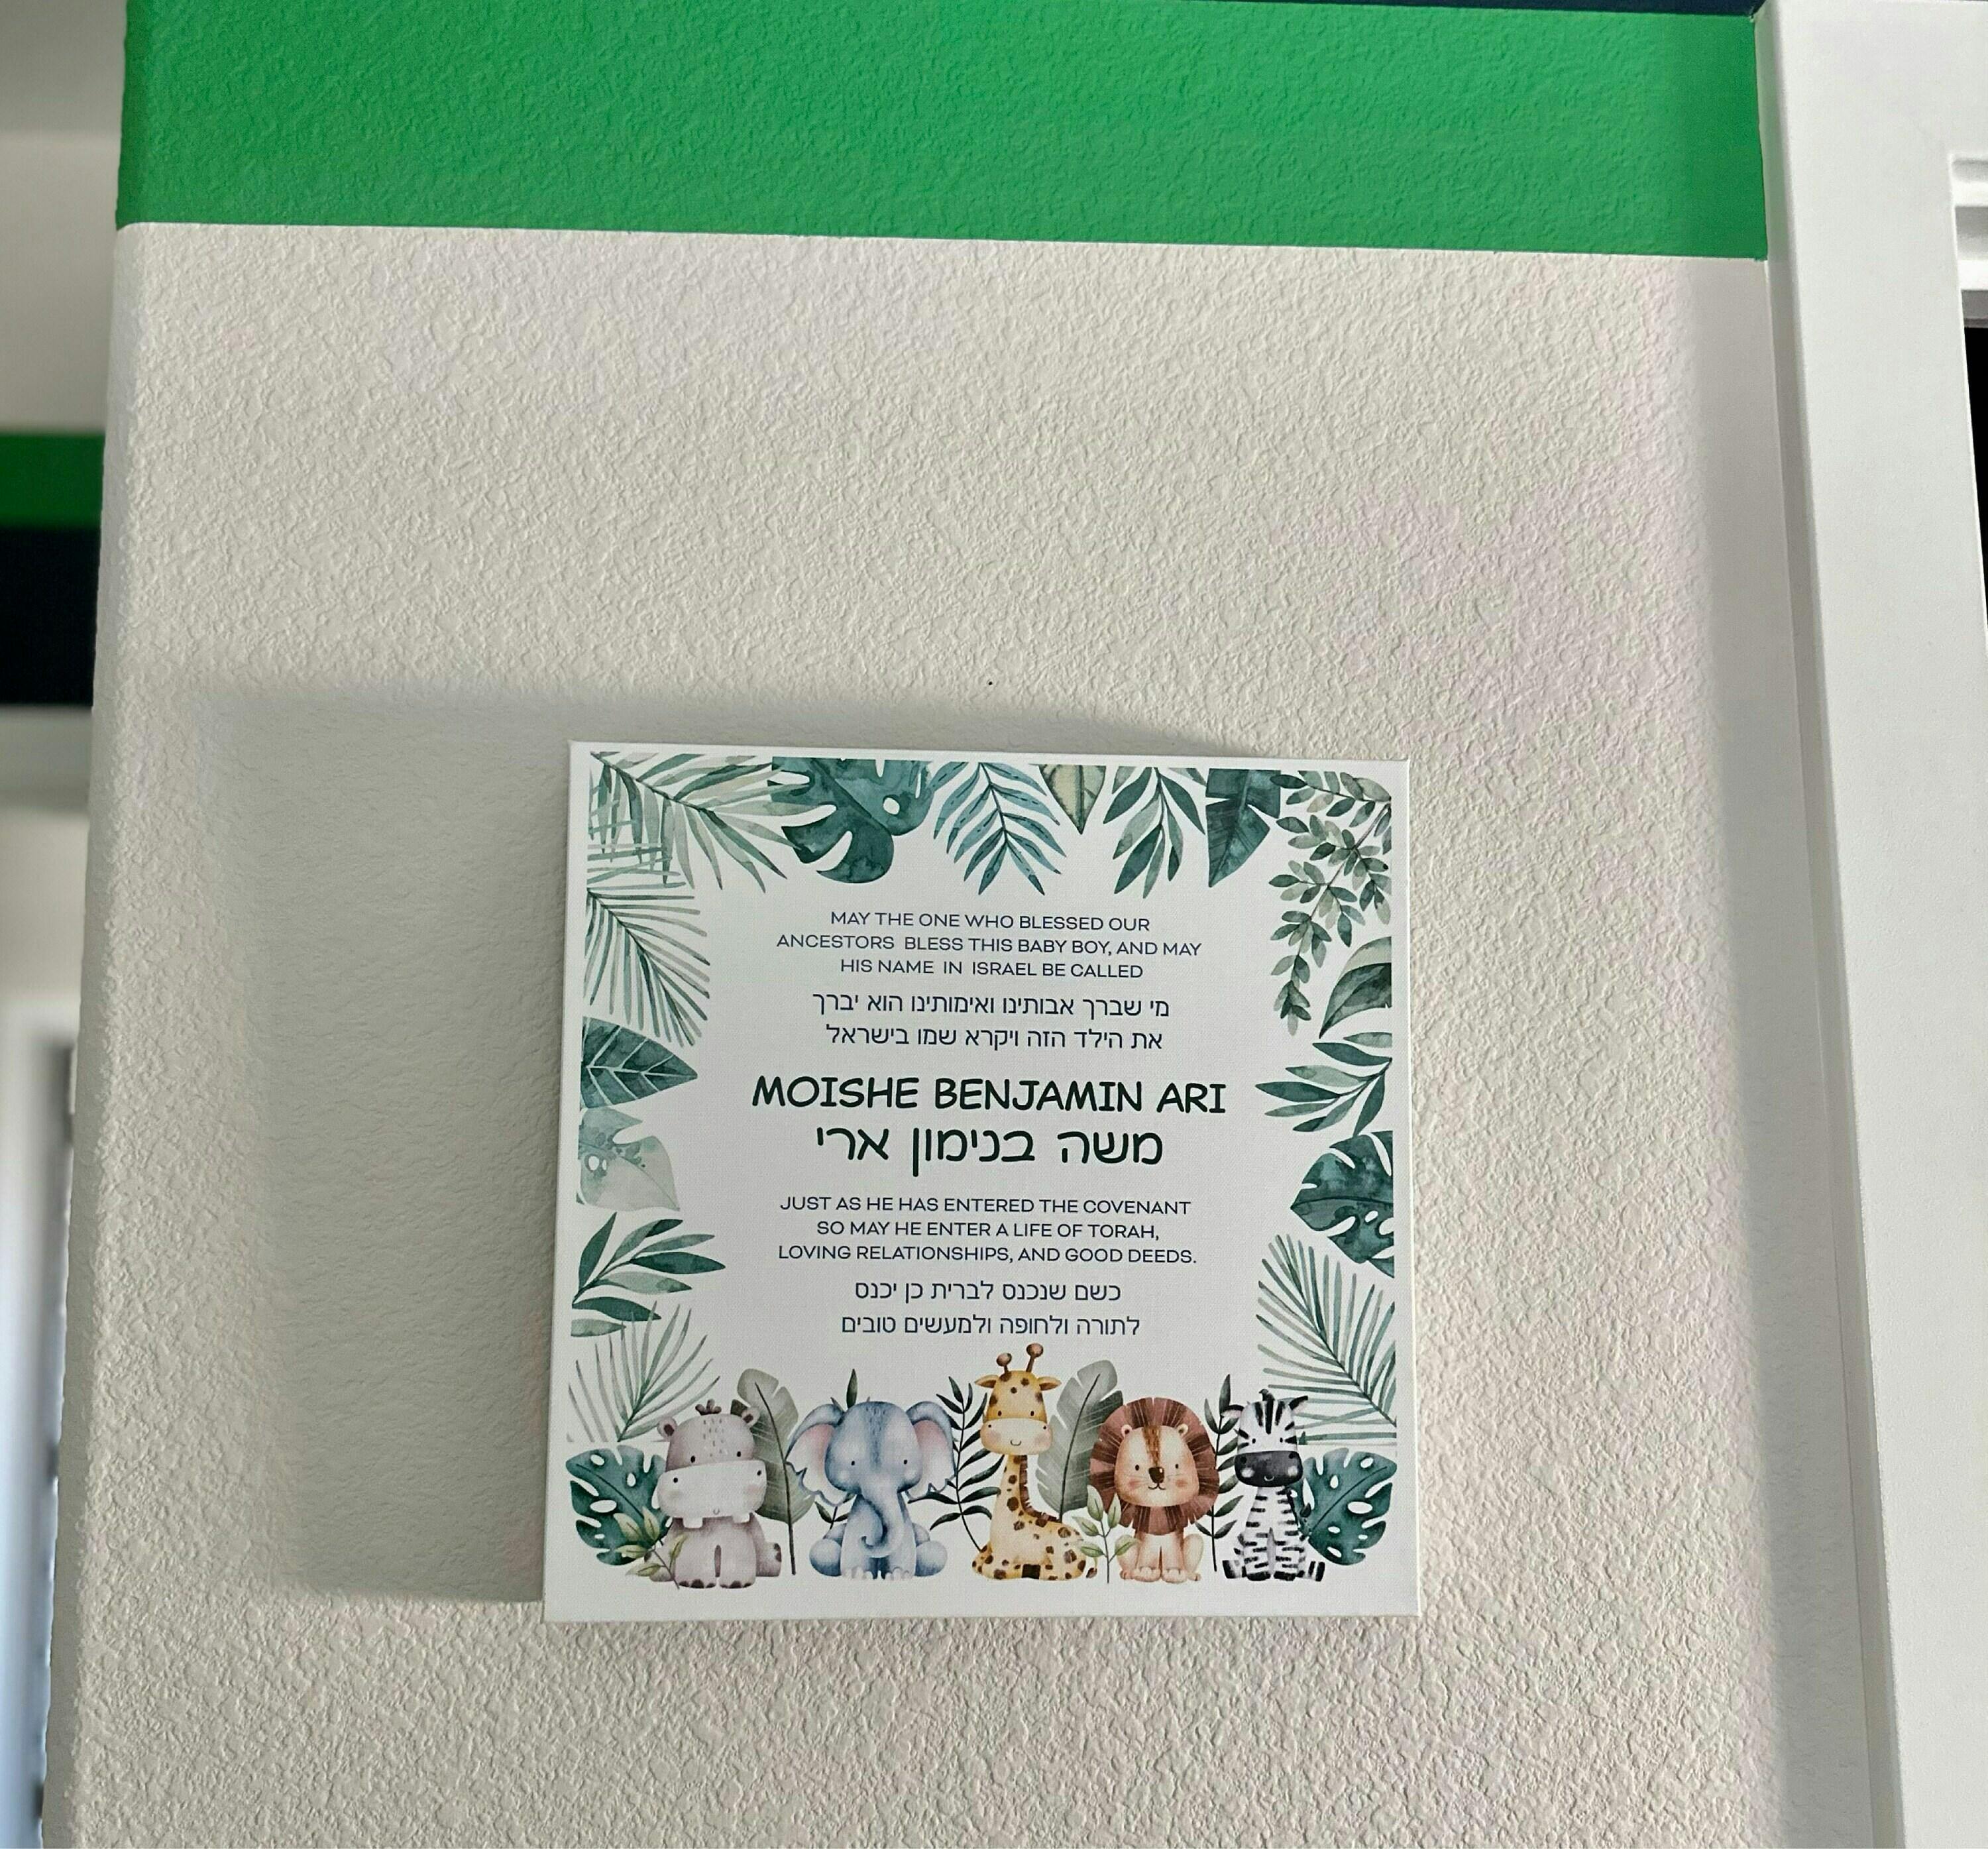 MAY THE ONE WHO BLESSED OUR
ANCESTORS BLESS THIS BABY BOY, AND MAY
HIS NAME IN ISRAEL BE CALLED
מי שברך אבותינו ואימותינו הוא יברך
את הילד הזה ויקרא שמו בישראל
MOISHE BENJAMIN ARI
משה בנימון ארי
JUST AS HE HAS ENTERED THE COVENANT
SO MAY HE ENTER A LIFE OF TORAH,
LOVING RELATIONSHIPS, AND GOOD DEEDS.
כשם שנכנס לברית כן יכנס
לתורה ולחופה ולמעשים טובים